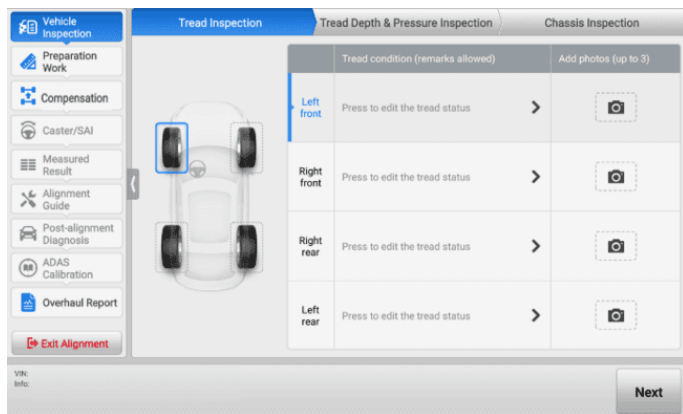 Vehicle
Inspection
Preparation
Work
Compensation
Caster/SAI
Measured
Result
Alignment
Guide
Post-alignment
Diagnosis
ADAS
Calibration
Overhaul Report
Exit Alignment
Tread Inspection
Tread Depth & Pressure Inspection
Chassis Inspection
Tread condition (remarks allowed)
Add photos (up to 3)
Left
front
Press to edit the tread status
Right
front
Press to edit the tread status
Right
rear
Press to edit the tread status
Left
rear
Press to edit the tread status
VIN:
Info:
Next